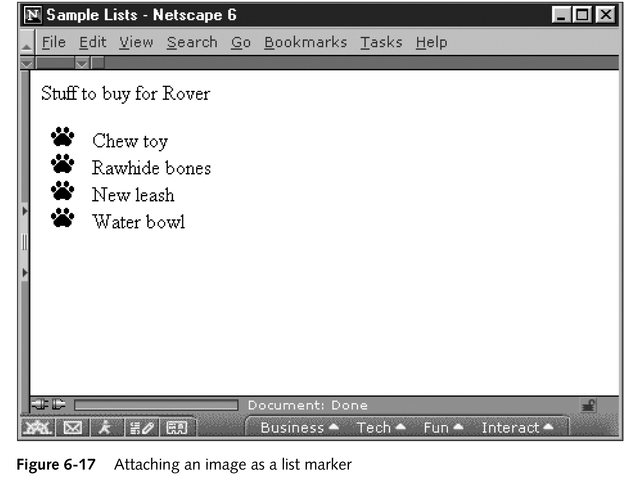 N Sample Lists - Netscape 6
File Edit View Search Go Bookmarks Tasks Help
Stuff to buy for Rover
Chew toy
Rawhide bones
New leash
Water bowl
Document: Done
Business Tech Fun Interact
Figure 6-17 Attaching an image as a list marker